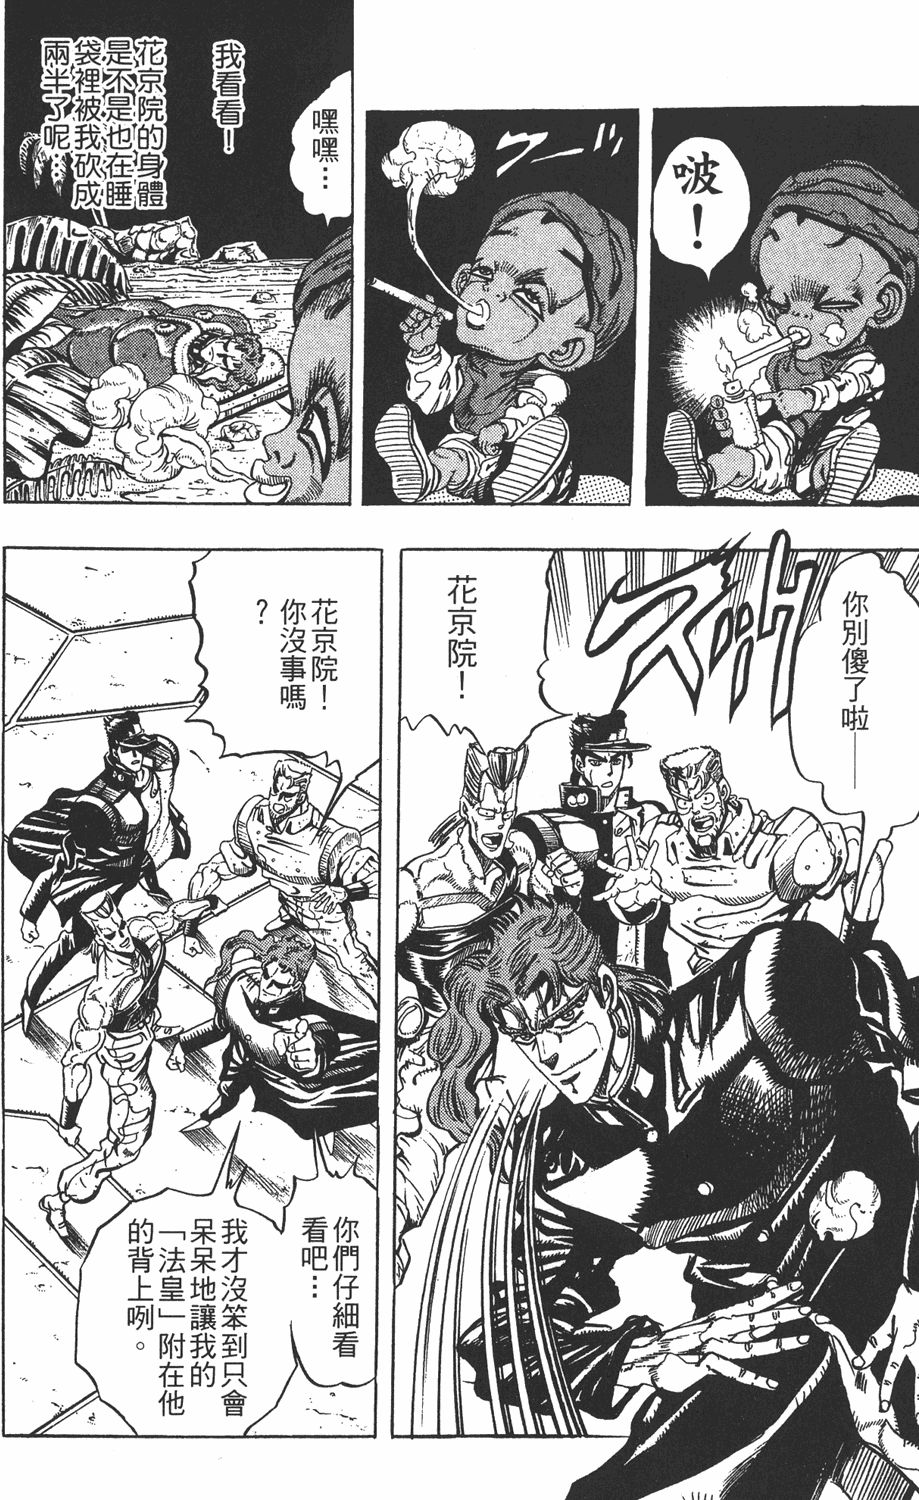 啵！
ブーッ
嘿嘿…
我看看！
花京院的身體
是不是也在睡
袋裡被我砍成
兩半了呢…
你別傻了啦——
花京院！
花京院！
你沒事嗎
？
你們仔細看
看吧…
我才沒笨到只會
呆呆地讓我的
「法皇」附在他
的背上咧。